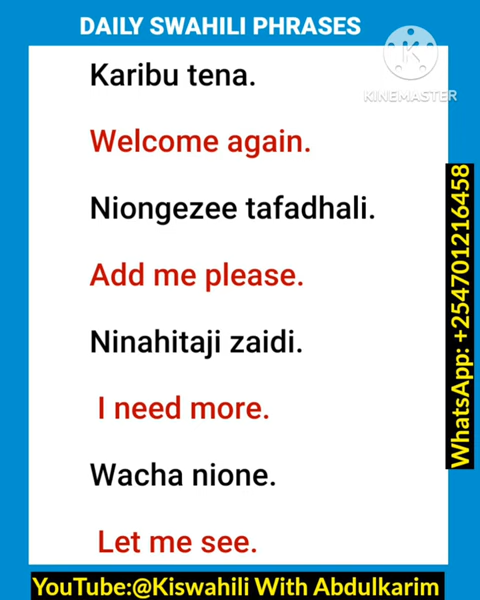 DAILY SWAHILI PHRASES
KINEMASTER
Karibu tena.
Welcome again.
Niongezee tafadhali.
Add me please.
Ninahitaji zaidi.
I need more.
Wacha nione.
Let me see.
WhatsApp: +254701216458
YouTube:@Kiswahili With Abdulkarim